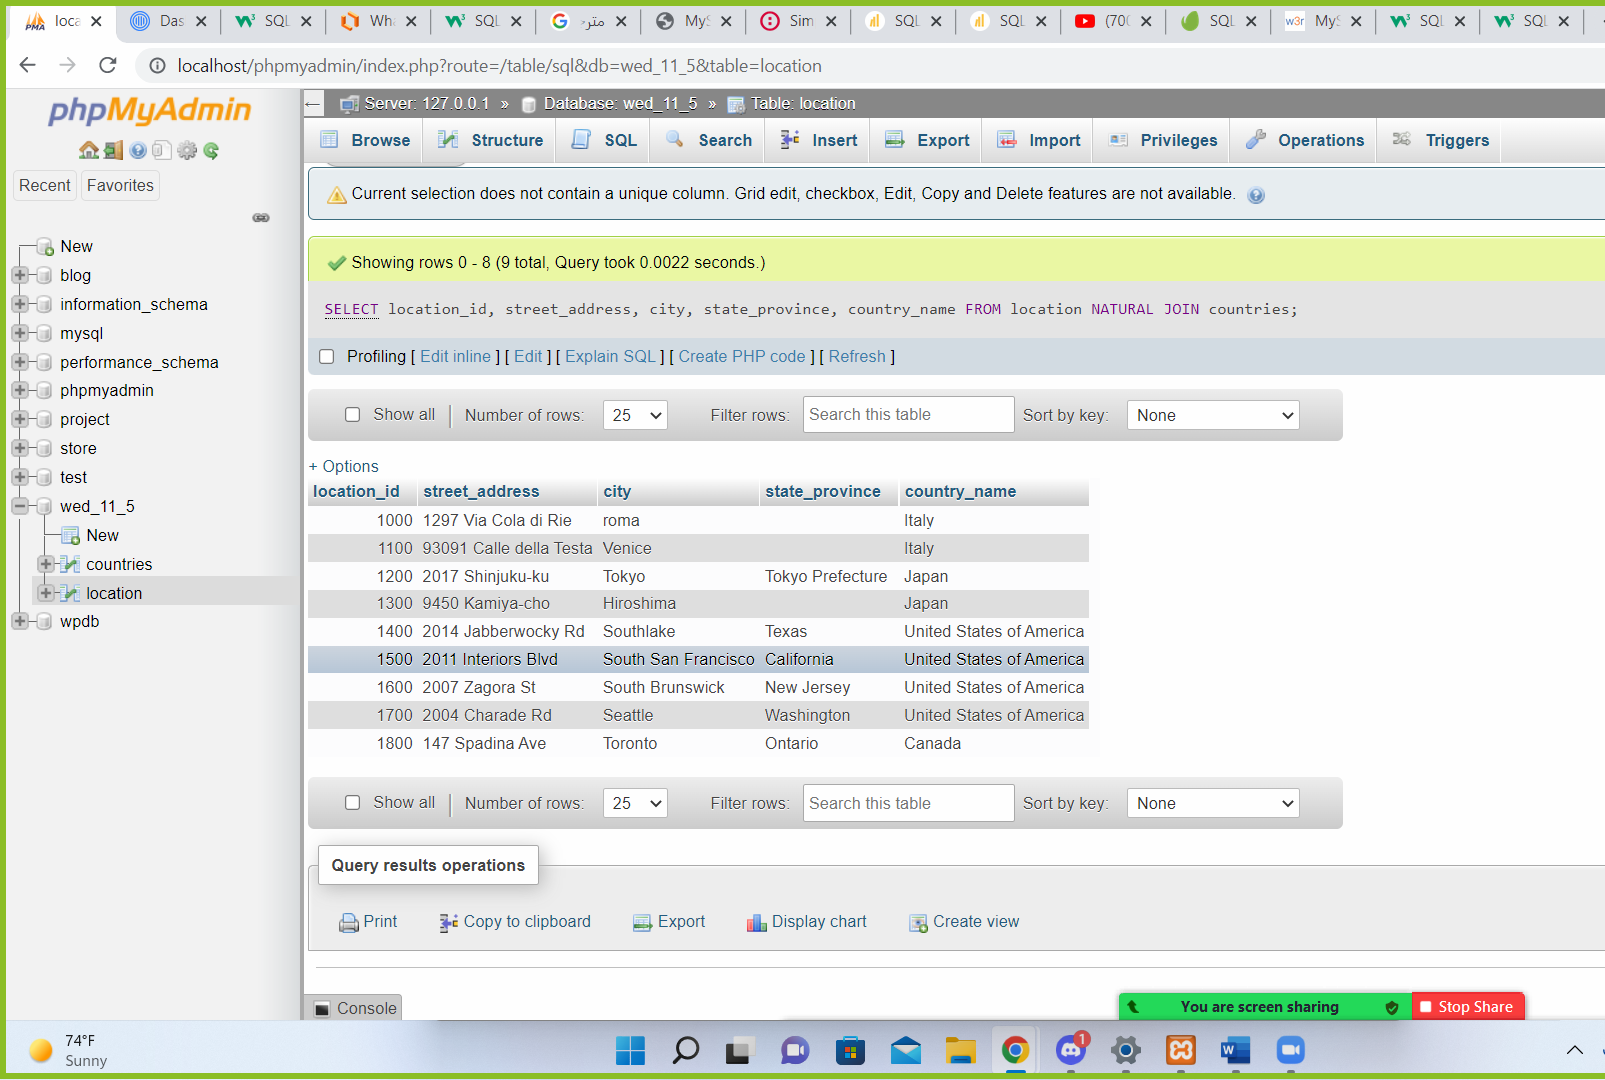 loca
Das
SQL
Wha
SQL
مترج
MyS
Sim
SQL
SQL
(700
SQL
w3r MyS
SQL
SQL
localhost/phpmyadmin/index.php?route=/table/sql&db=wed_11_5&table=location
phpMyAdmin
Recent Favorites
New
blog
information_schema
mysql
performance_schema
phpmyadmin
project
store
test
wed_11_5
New
countries
location
wpdb
Server: 127.0.0.1 » Database: wed_11_5 » Table: location
Browse Structure SQL Search Insert Export Import Privileges Operations Triggers
Current selection does not contain a unique column. Grid edit, checkbox, Edit, Copy and Delete features are not available.
Showing rows 0 - 8 (9 total, Query took 0.0022 seconds.)
SELECT location_id, street_address, city, state_province, country_name FROM location NATURAL JOIN countries;
Profiling [ Edit inline ] [ Edit ] [ Explain SQL ] [ Create PHP code ] [ Refresh ]
Show all Number of rows: 25 Filter rows: Search this table Sort by key: None
+ Options
location_id street_address city state_province country_name
1000 1297 Via Cola di Rie roma Italy
1100 93091 Calle della Testa Venice Italy
1200 2017 Shinjuku-ku Tokyo Tokyo Prefecture Japan
1300 9450 Kamiya-cho Hiroshima Japan
1400 2014 Jabberwocky Rd Southlake Texas United States of America
1500 2011 Interiors Blvd South San Francisco California United States of America
1600 2007 Zagora St South Brunswick New Jersey United States of America
1700 2004 Charade Rd Seattle Washington United States of America
1800 147 Spadina Ave Toronto Ontario Canada
Show all Number of rows: 25 Filter rows: Search this table Sort by key: None
Query results operations
Print Copy to clipboard Export Display chart Create view
Console
You are screen sharing Stop Share
74°F
Sunny
1